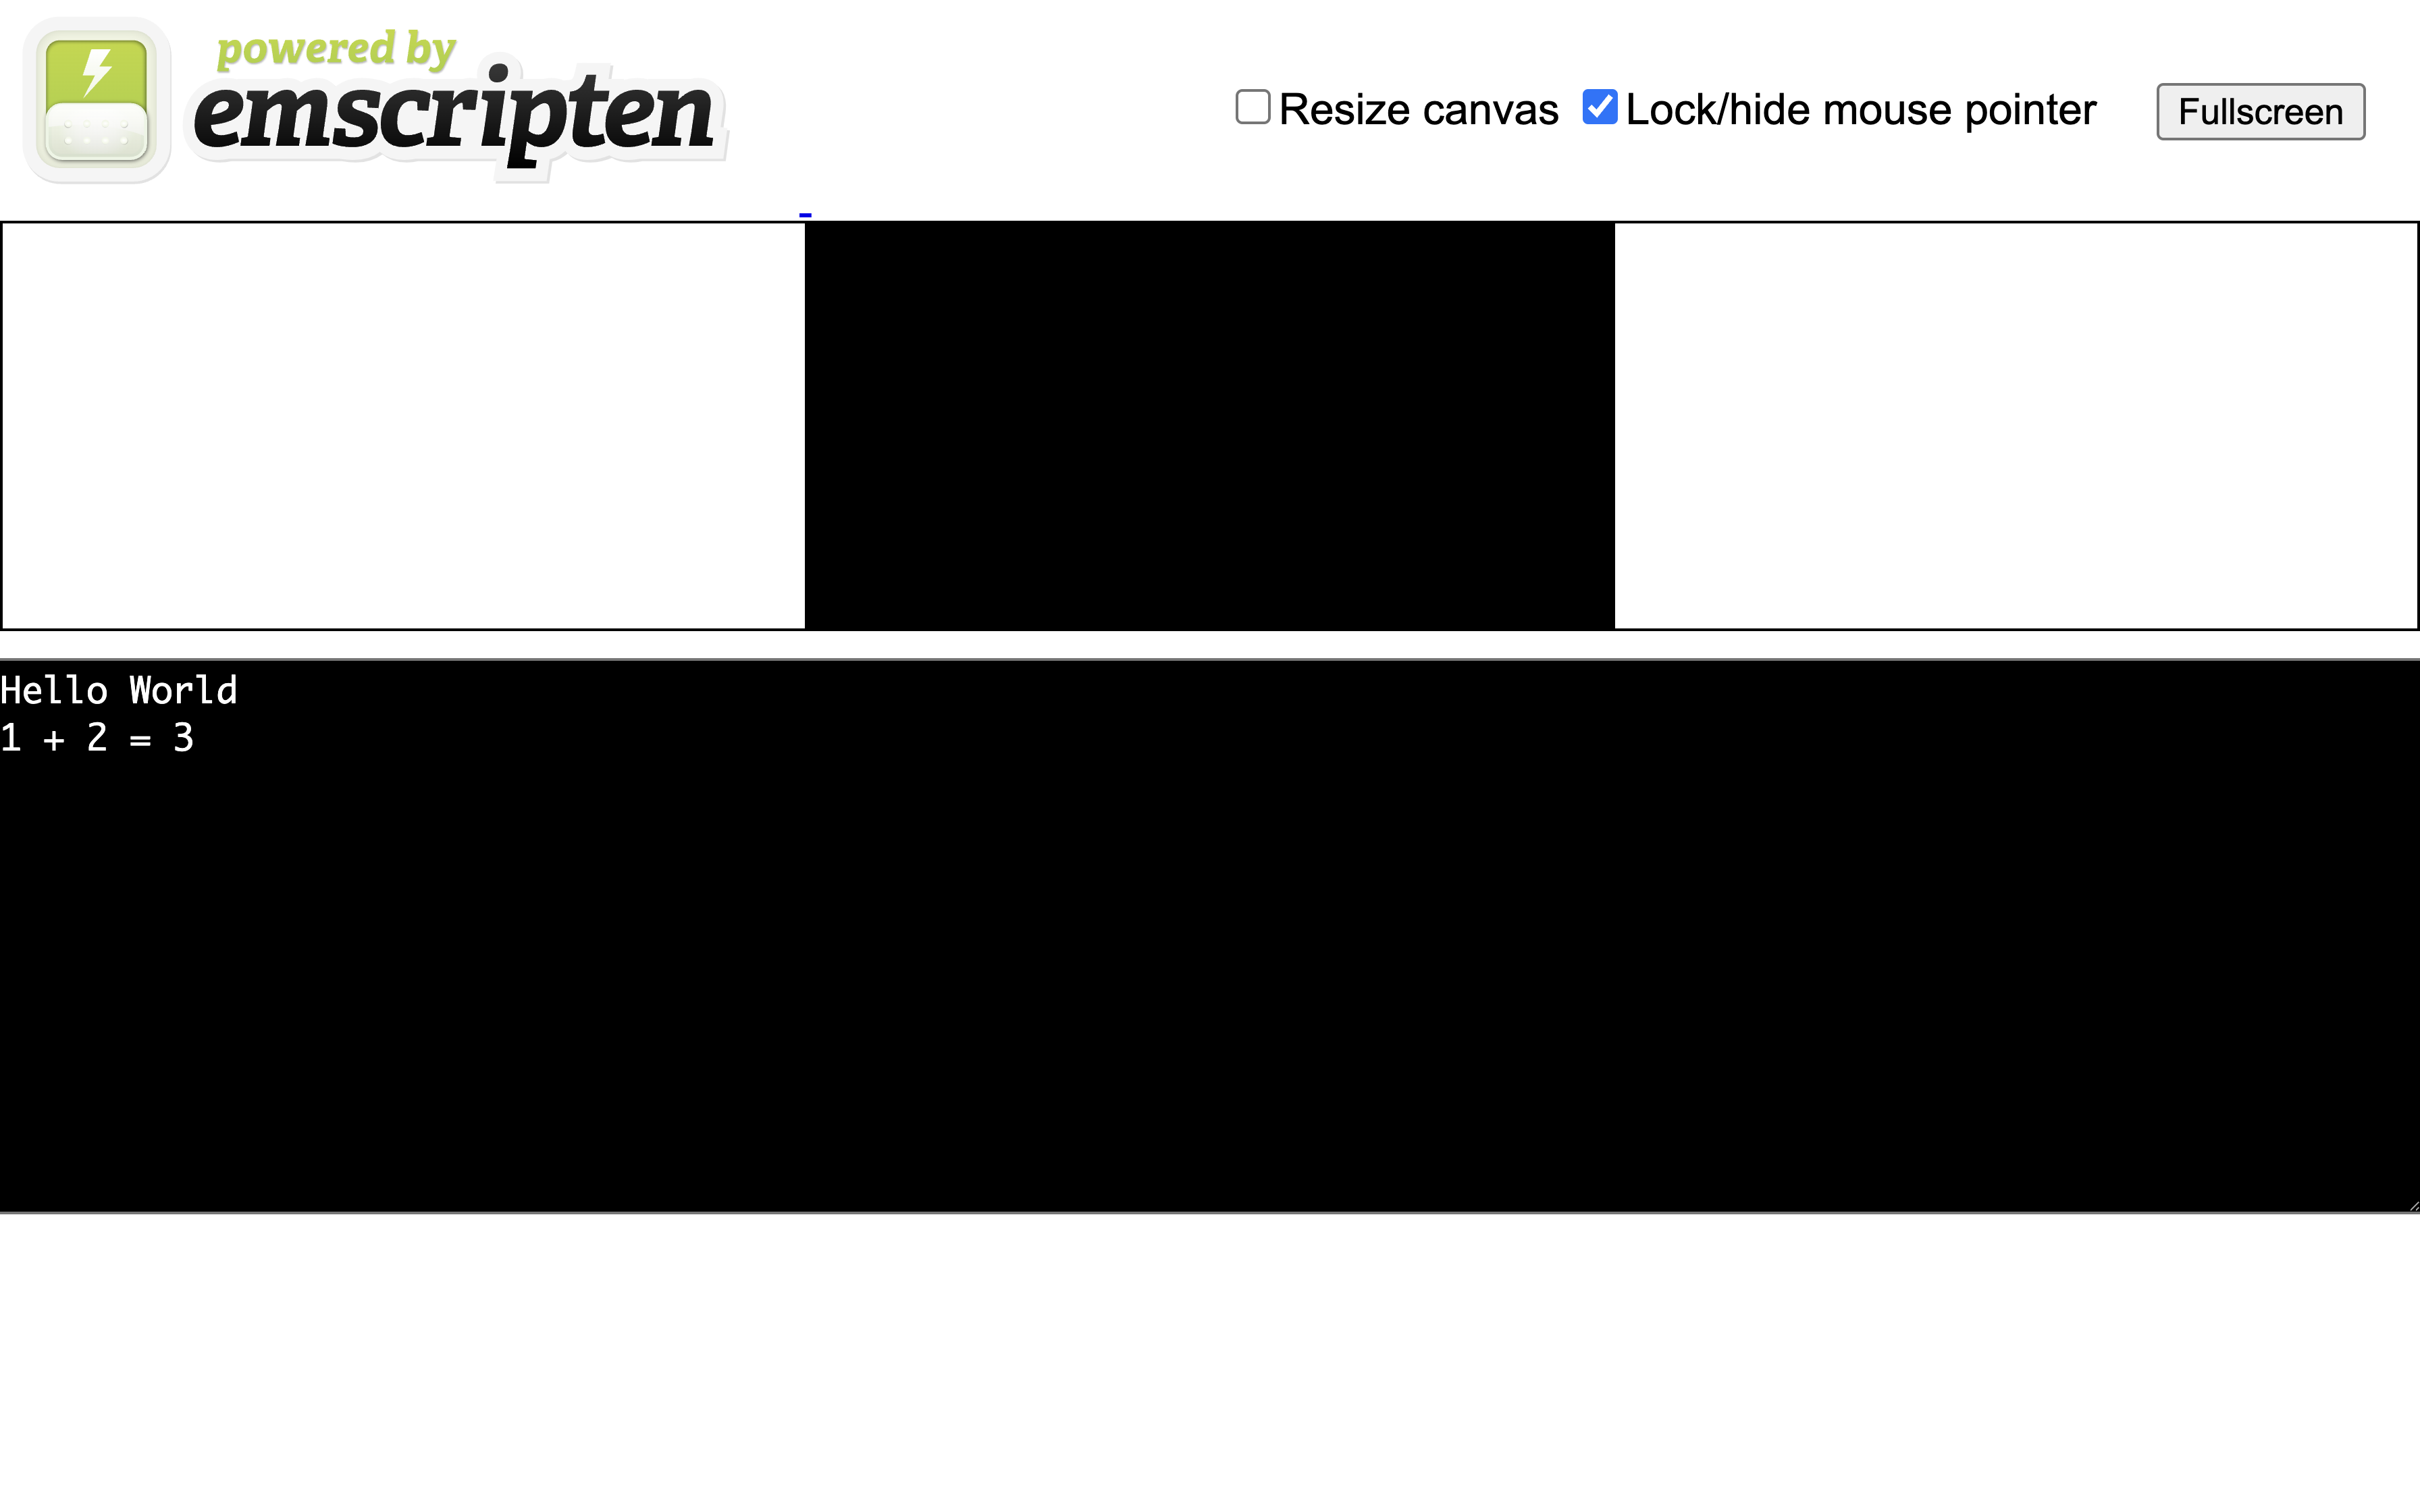 powered by
emscripten
Resize canvas Lock/hide mouse pointer Fullscreen
Hello World
1 + 2 = 3